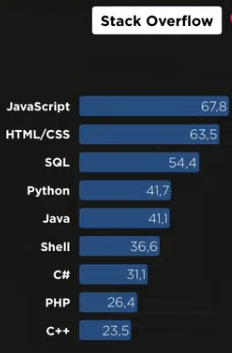 Stack Overflow
JavaScript 67,8
HTML/CSS 63,5
SQL 54,4
Python 41,7
Java 41,1
Shell 36,6
C# 31,1
PHP 26,4
C++ 23,5